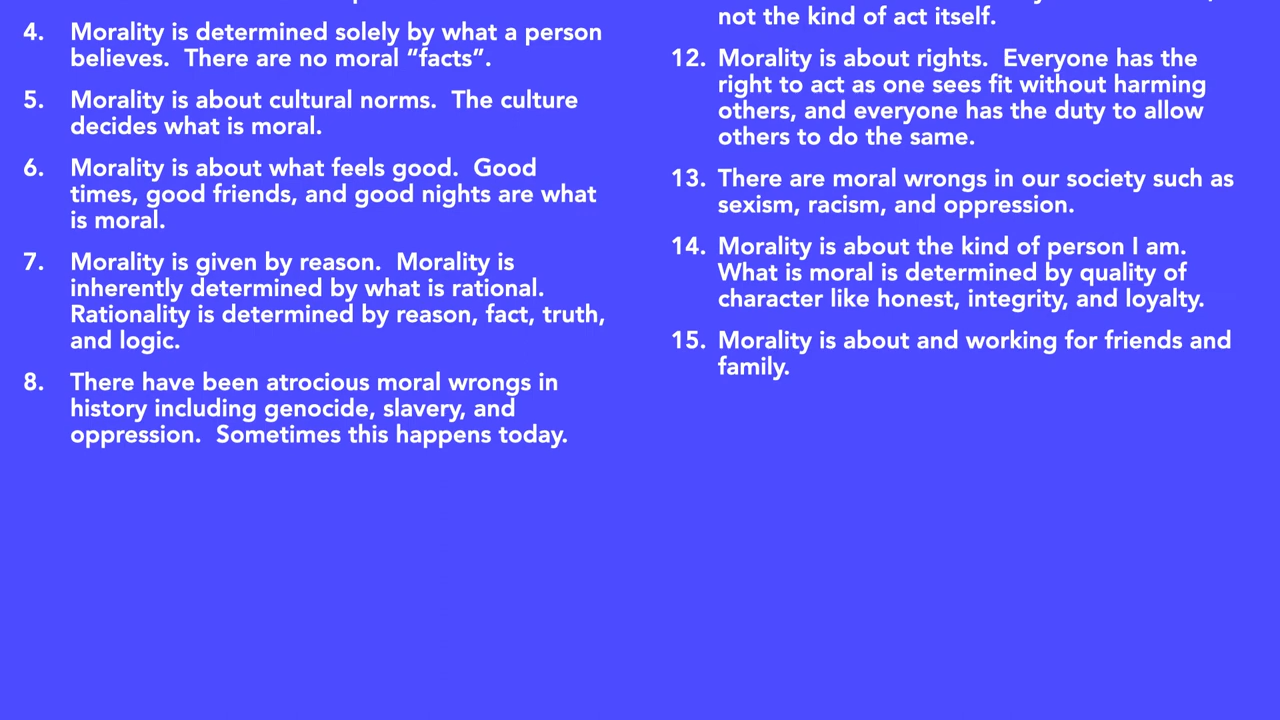 4. Morality is determined solely by what a person
believes. There are no moral “facts”.
5. Morality is about cultural norms. The culture
decides what is moral.
6. Morality is about what feels good. Good
times, good friends, and good nights are what
is moral.
7. Morality is given by reason. Morality is
inherently determined by what is rational.
Rationality is determined by reason, fact, truth,
and logic.
8. There have been atrocious moral wrongs in
history including genocide, slavery, and
oppression. Sometimes this happens today.
not the kind of act itself.
12. Morality is about rights. Everyone has the
right to act as one sees fit without harming
others, and everyone has the duty to allow
others to do the same.
13. There are moral wrongs in our society such as
sexism, racism, and oppression.
14. Morality is about the kind of person I am.
What is moral is determined by quality of
character like honest, integrity, and loyalty.
15. Morality is about and working for friends and
family.